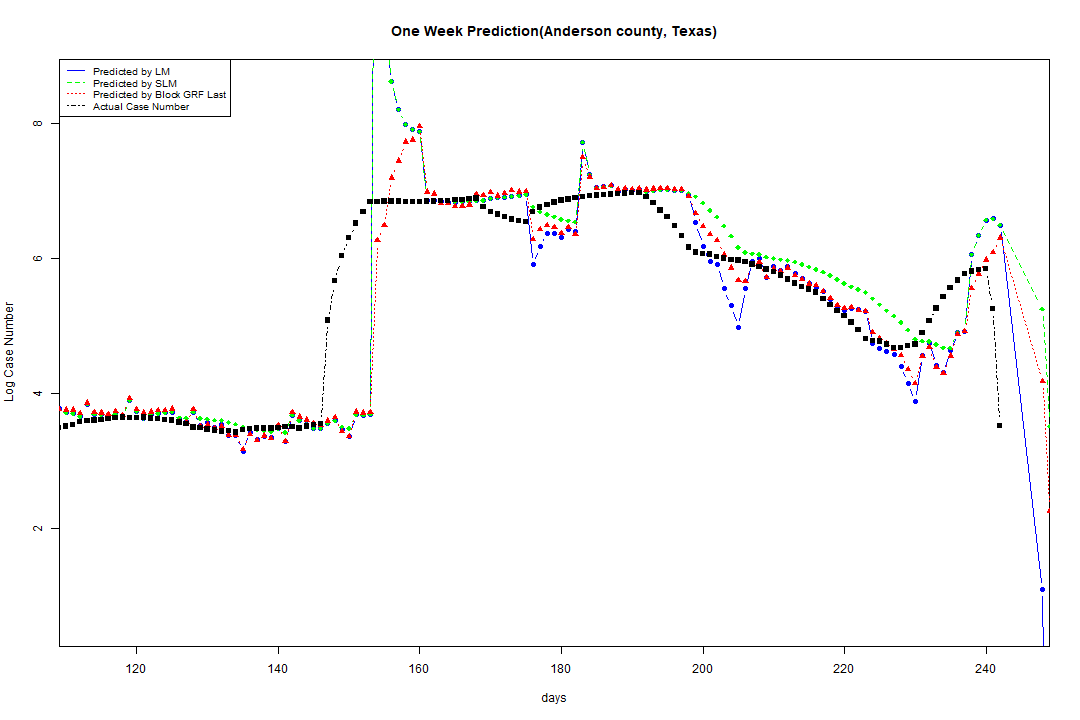 One Week Prediction(Anderson county, Texas)
Predicted by LM
Predicted by SLM
Predicted by Block GRF Last
Actual Case Number
8
6
4
2
Log Case Number
120 140 160 180 200 220 240
days